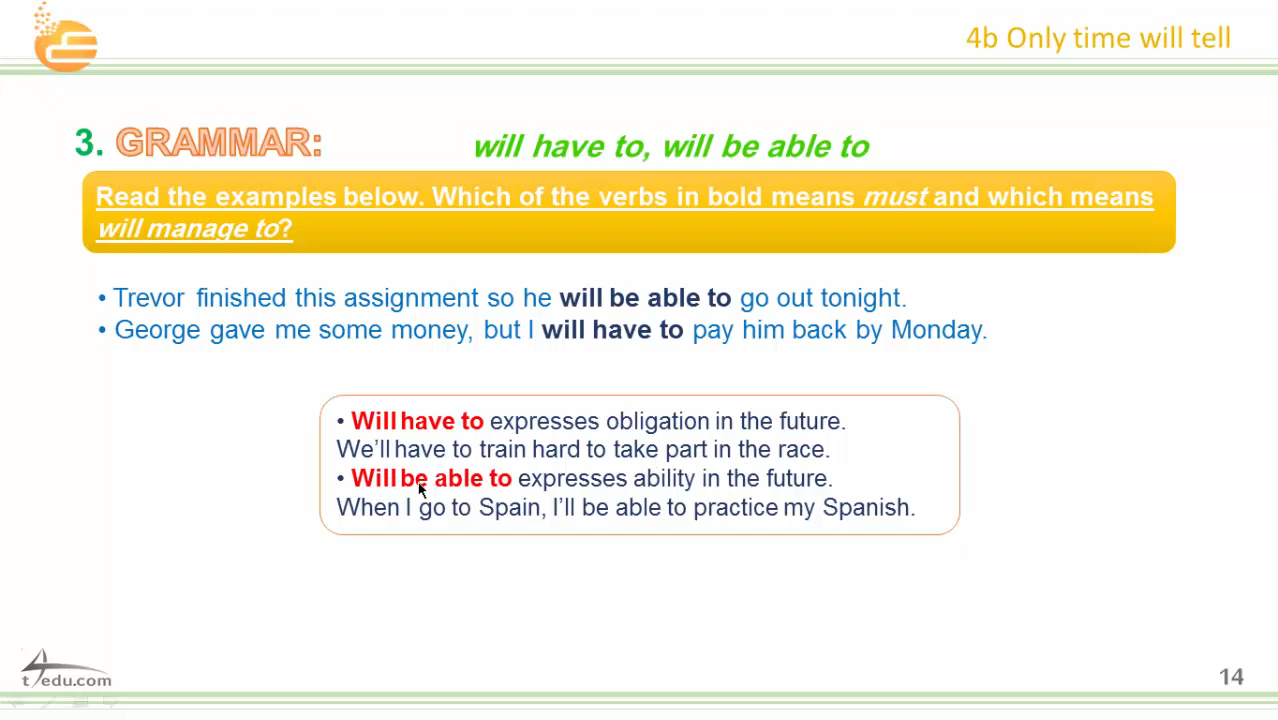 4b Only time will tell
3. GRAMMAR:
will have to, will be able to
Read the examples below. Which of the verbs in bold means must and which means
will manage to?
• Trevor finished this assignment so he will be able to go out tonight.
• George gave me some money, but I will have to pay him back by Monday.
• Will have to expresses obligation in the future.
We'll have to train hard to take part in the race.
• Will be able to expresses ability in the future.
When I go to Spain, I'll be able to practice my Spanish.
t4edu.com
14